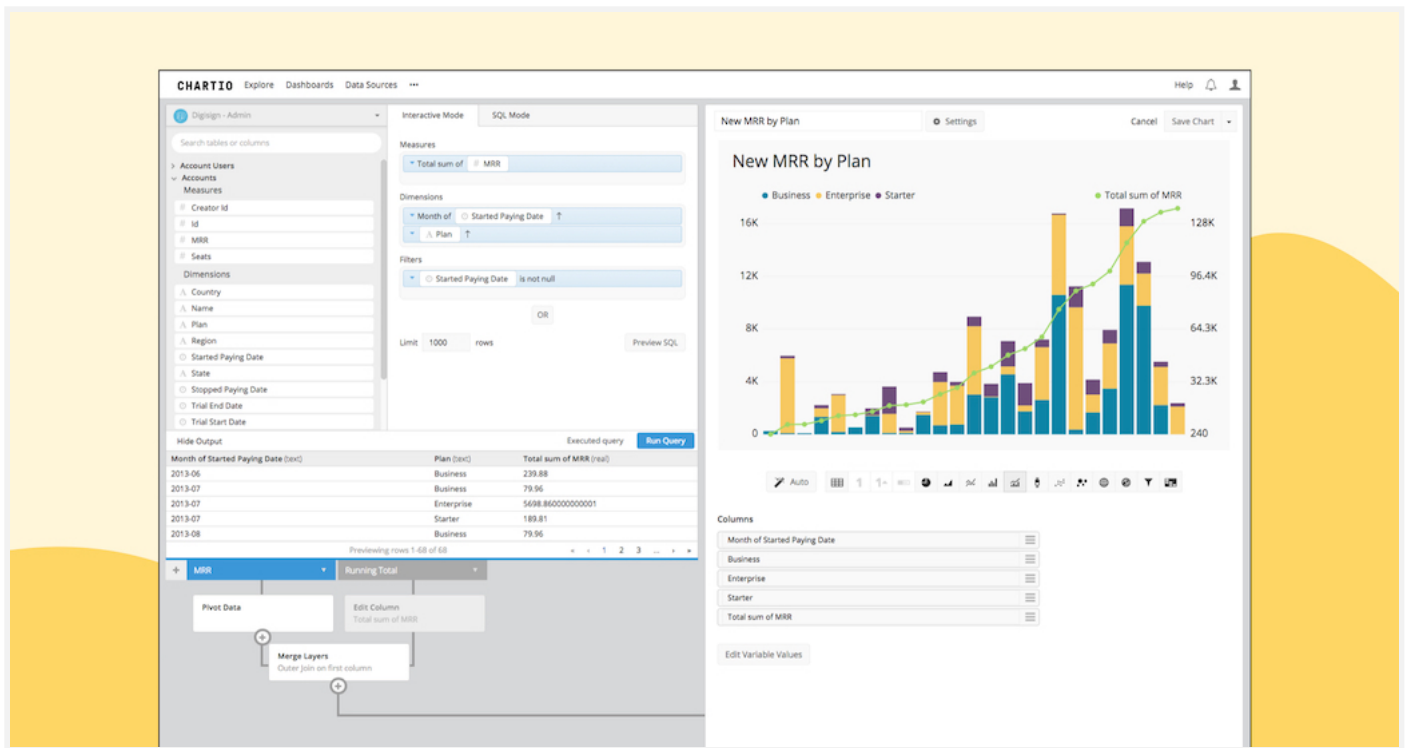 CHARTIO Explore Dashboards Data Sources ••• Help
Digisign - Admin
Search tables or columns
> Account Users
Accounts
Measures
# Creator Id
# Id
# MRR
# Seats
Dimensions
A Country
A Name
A Plan
A Region
Started Paying Date
A State
Stopped Paying Date
Trial End Date
Trial Start Date
Interactive Mode SQL Mode
Measures
Total sum of # MRR
Dimensions
Month of Started Paying Date ↑
A Plan ↑
Filters
Started Paying Date is not null
OR
Limit 1000 rows Preview SQL
Hide Output Executed query Run Query
Month of Started Paying Date (text) Plan (text) Total sum of MRR (real)
2013-06 Business 239.88
2013-07 Business 79.96
2013-07 Enterprise 5698.860000000001
2013-07 Starter 189.81
2013-08 Business 79.96
Previewing rows 1-68 of 68 « ‹ 1 2 3 ... › »
+ MRR Running Total
Pivot Data
Edit Column
Total sum of MRR
Merge Layers
Outer Join on first column
New MRR by Plan Settings Cancel Save Chart
New MRR by Plan
Business Enterprise Starter Total sum of MRR
16K 128K
12K 96.4K
8K 64.3K
4K 32.3K
0 240
Auto
Columns
Month of Started Paying Date
Business
Enterprise
Starter
Total sum of MRR
Edit Variable Values